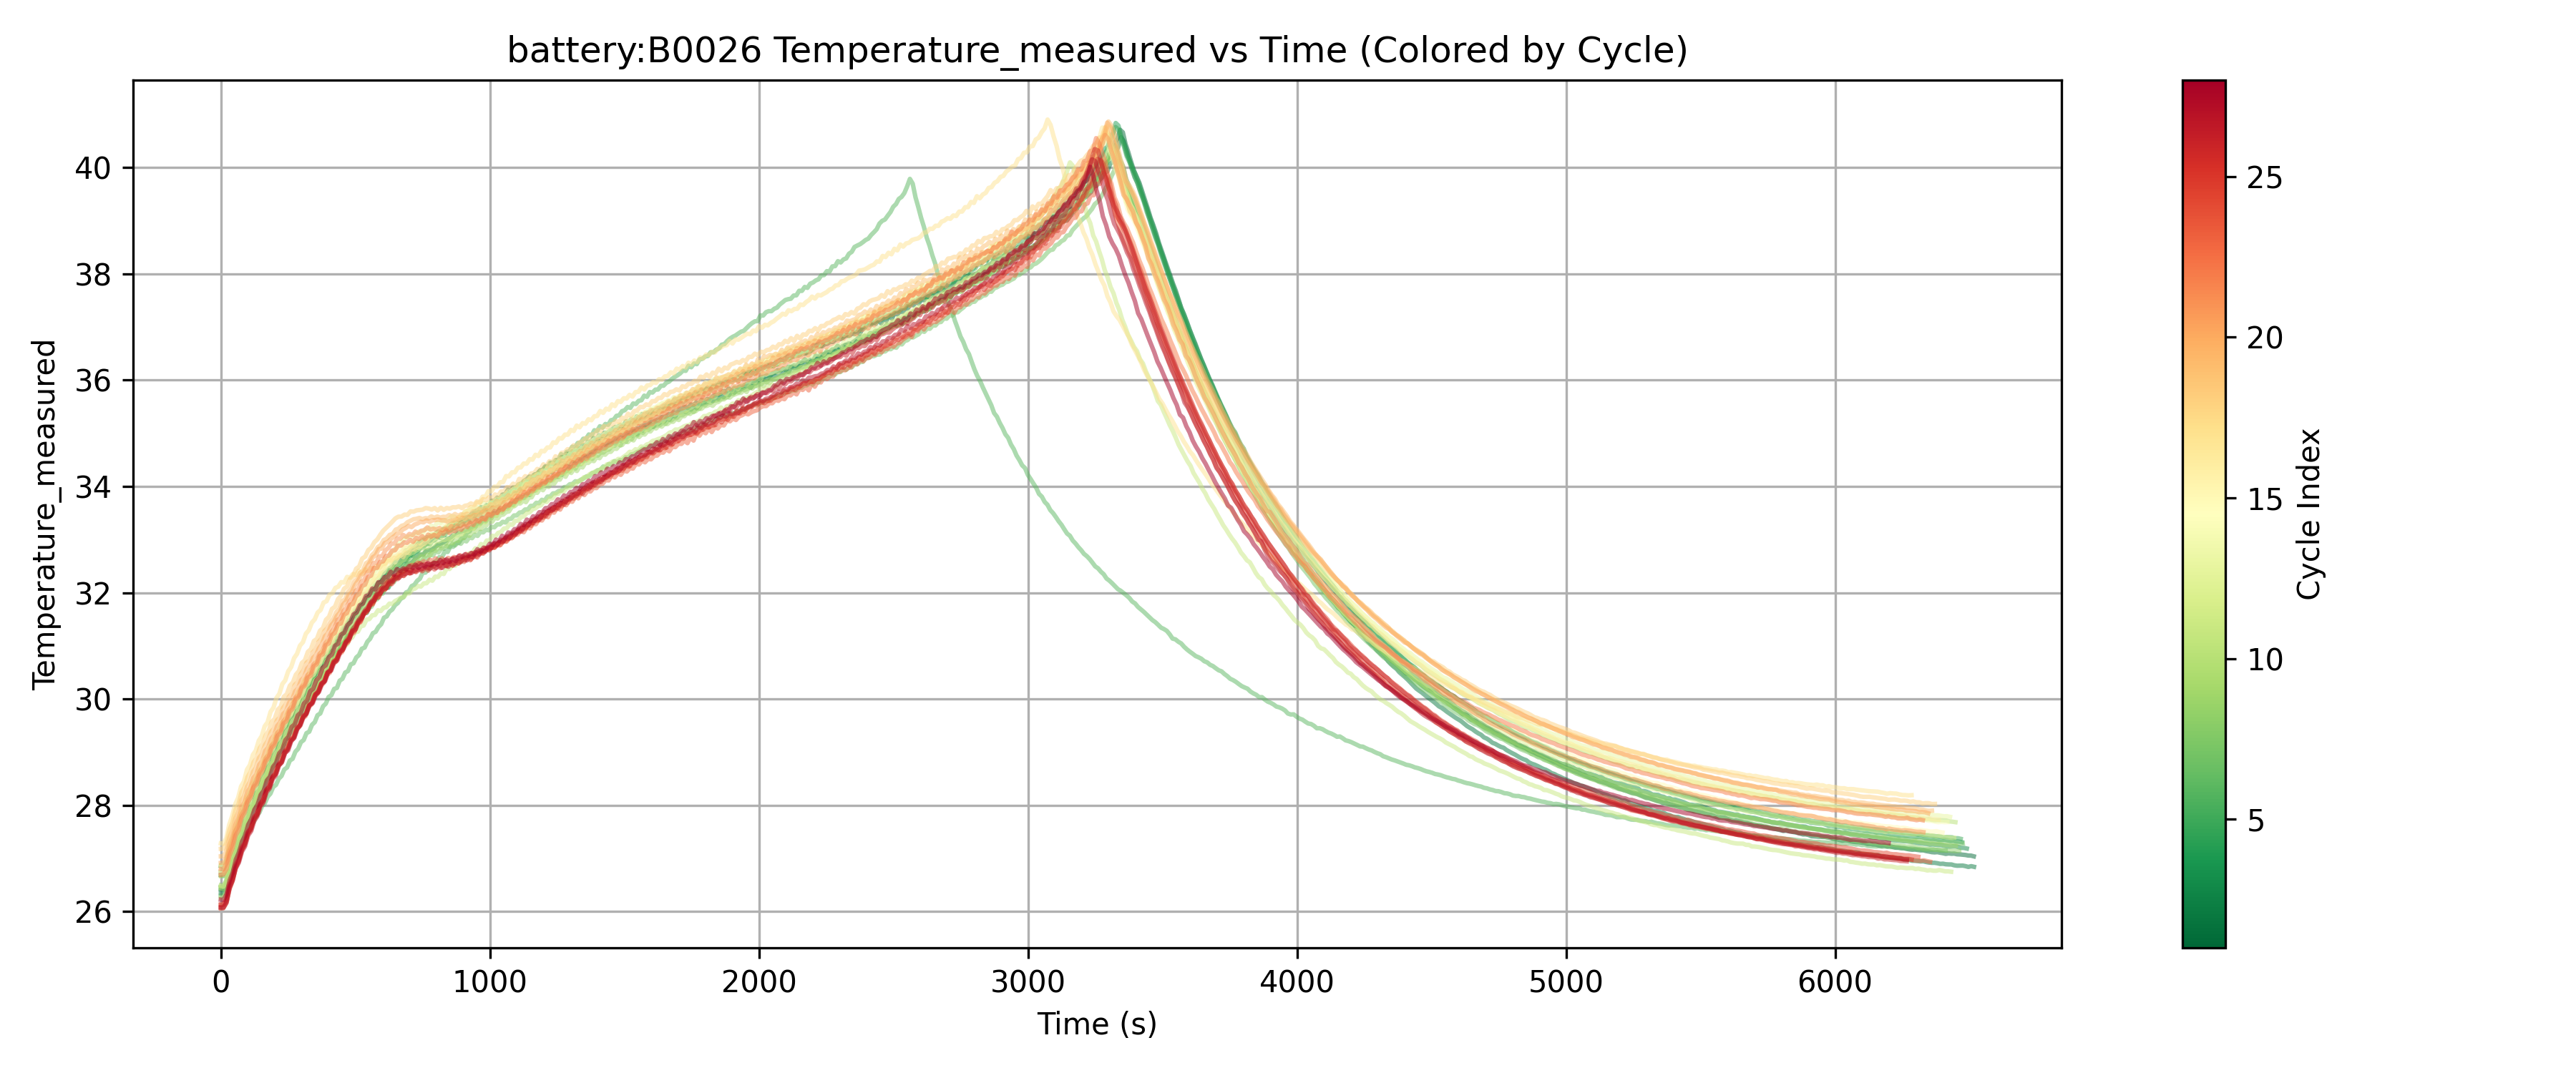 battery:B0026 Temperature_measured vs Time (Colored by Cycle)
Temperature_measured
40
38
36
34
32
30
28
26
0 1000 2000 3000 4000 5000 6000
Time (s)
25
20
15
10
5
Cycle Index